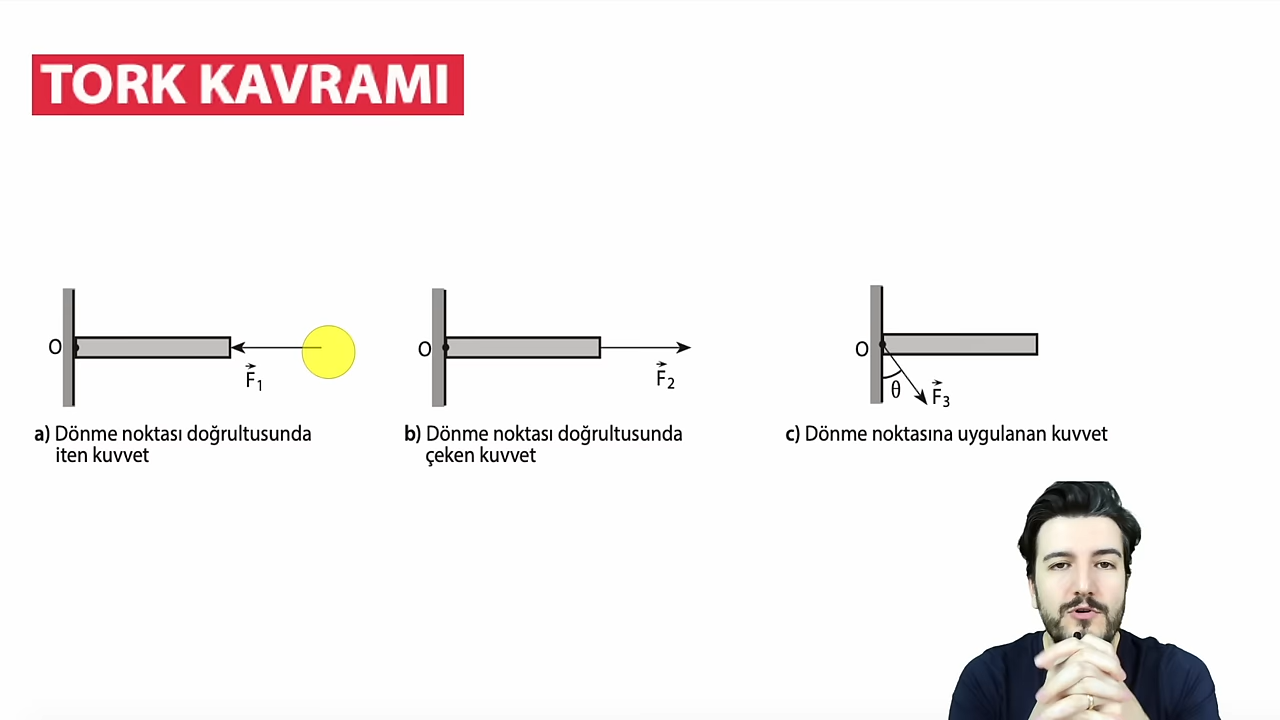 TORK KAVRAMI
O
F₁
O
F₂
O
θ
F₃
a) Dönme noktası doğrultusunda
iten kuvvet
b) Dönme noktası doğrultusunda
çeken kuvvet
c) Dönme noktasına uygulanan kuvvet